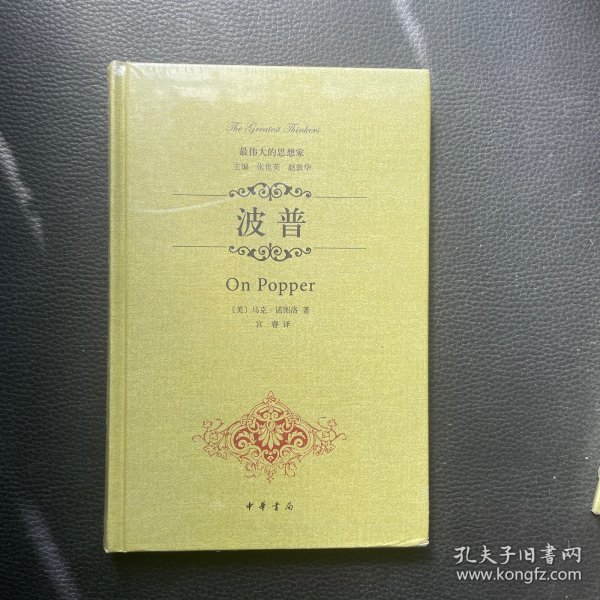 The Greatest Thinkers
最伟大的思想家
主编 张世英 赵敦华
波普
On Popper
〔美〕马克·诺图洛 著
宫睿 译
中华书局
孔夫子旧书网
www.kongfz.com